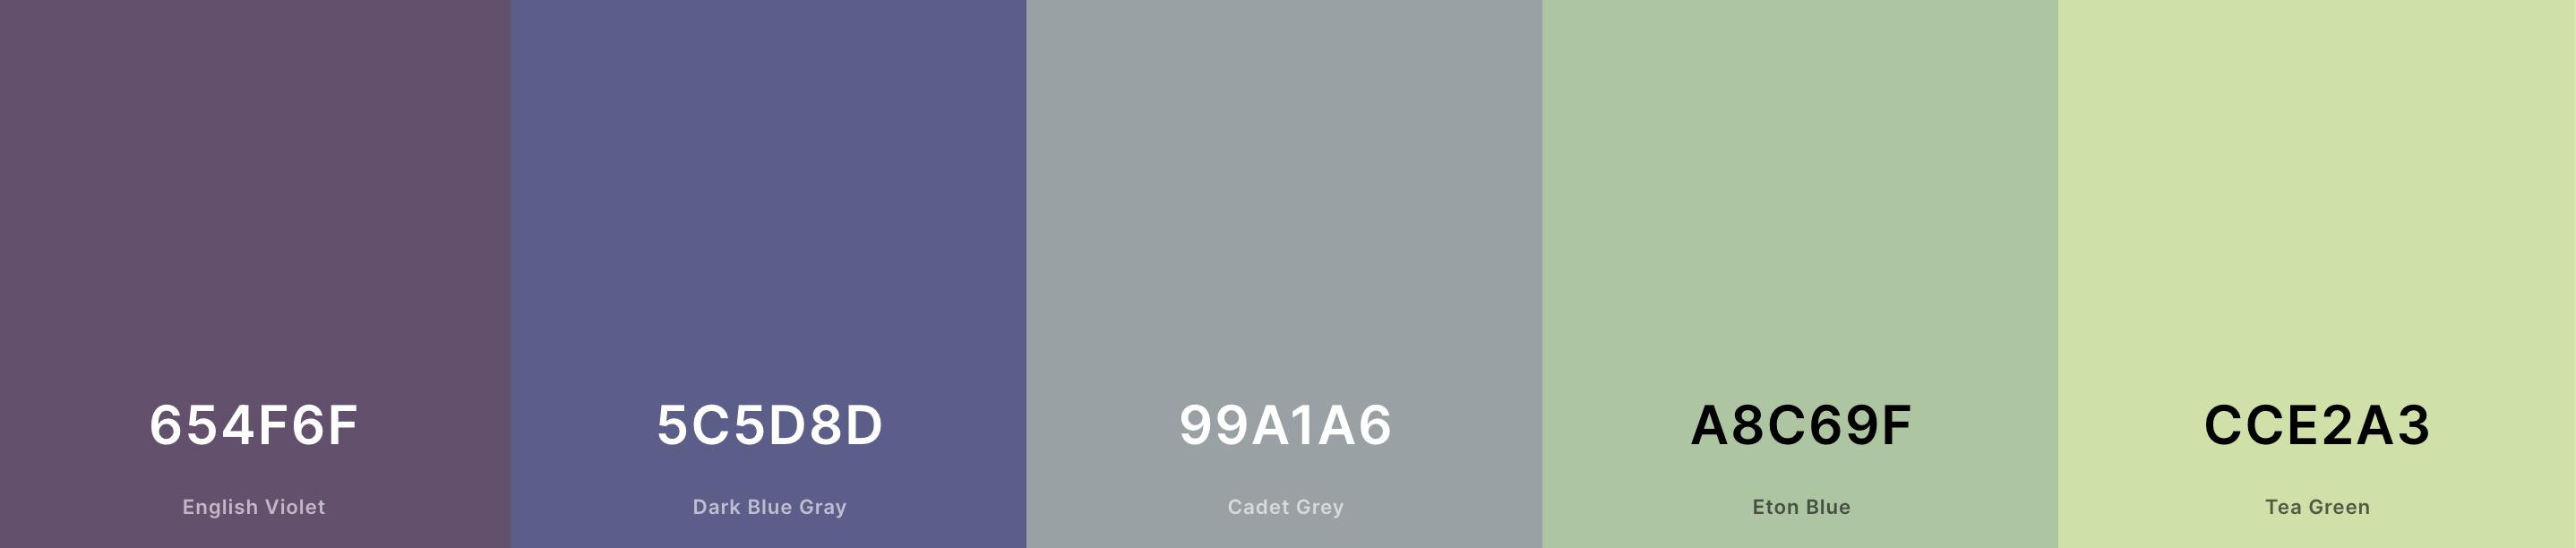 654F6F
English Violet
5C5D8D
Dark Blue Gray
99A1A6
Cadet Grey
A8C69F
Eton Blue
CCE2A3
Tea Green